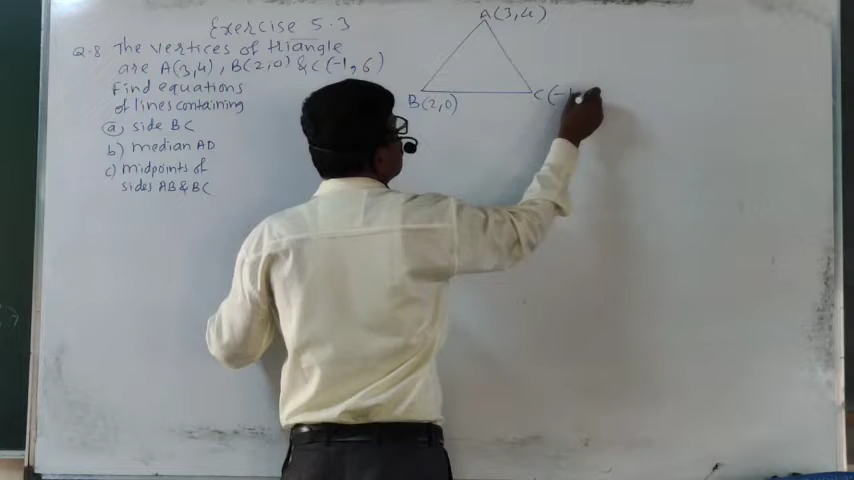 Exercise 5.3
Q.8 The vertices of triangle
are A(3,4), B(2,0) & C(-1,6)
Find equations
of lines containing
a) side BC
b) median AD
c) midpoints of
sides AB & BC
A(3,4)
B(2,0)
C(-1